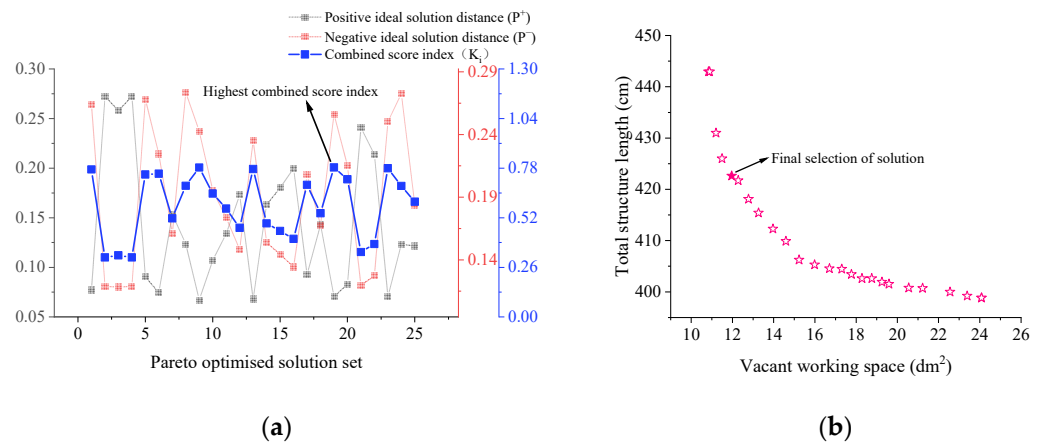 Positive ideal solution distance (P⁺)
Negative ideal solution distance (P⁻)
Combined score index（Kᵢ）
0.30
0.25
0.20
0.15
0.10
0.05
0.29
0.24
0.19
0.14
0.09
1.30
1.04
0.78
0.52
0.26
0.00
Highest combined score index
0 5 10 15 20 25
Pareto optimised solution set
(a)
Total structure length (cm)
450
440
430
420
410
400
Final selection of solution
10 12 14 16 18 20 22 24 26
Vacant working space (dm²)
(b)